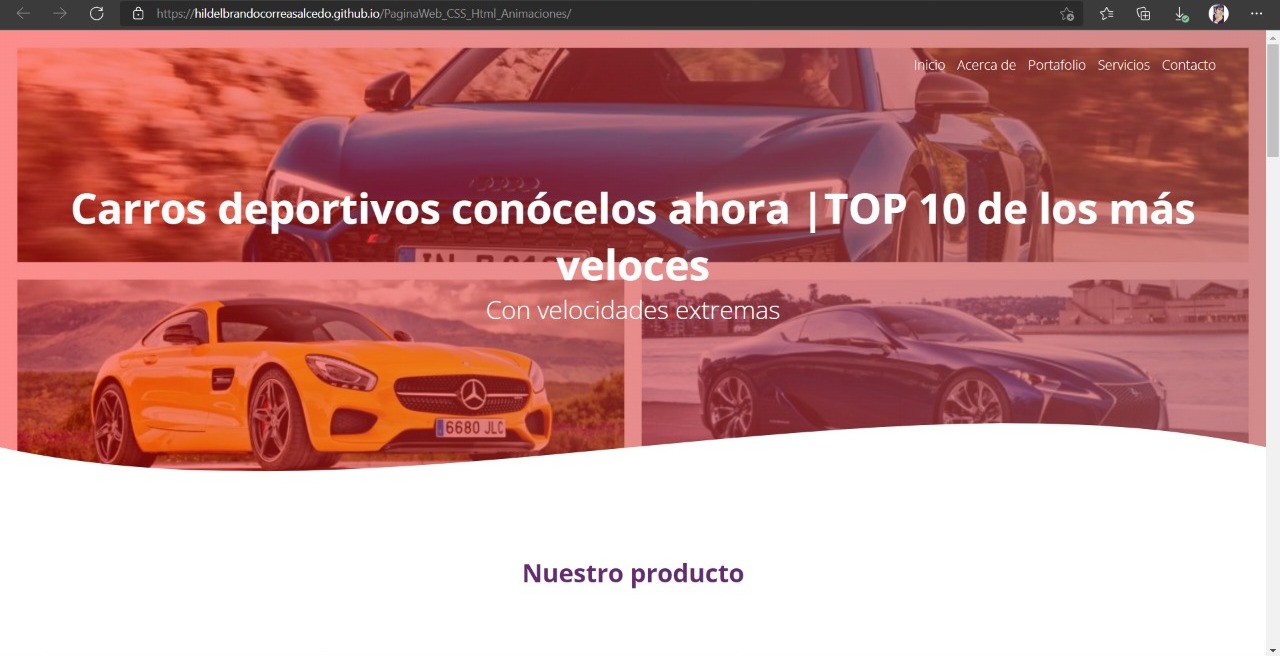 https://hildelbrandocorreasalcedo.github.io/PaginaWeb_CSS_Html_Animaciones/
Inicio Acerca de Portafolio Servicios Contacto
Carros deportivos conócelos ahora |TOP 10 de los más
veloces
Con velocidades extremas
6680 JLC
Nuestro producto